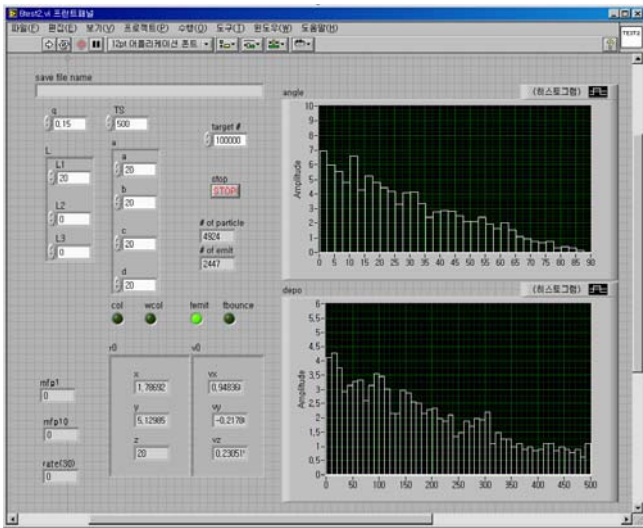 6test2.vi 프런트패널
파일(F) 편집(E) 보기(V) 프로젝트(P) 수행(O) 도구(T) 윈도우(W) 도움말(H)
12pt 어플리케이션 폰트
TEST2
save file name
q
0.15
TS
500
target #
100000
L
L1
20
L2
0
L3
0
a
a
20
b
20
c
20
d
20
stop
STOP
# of particle
4924
# of emit
2447
col wcol temit fbounce
r0
x
1,78692
y
5,12985
z
20
v0
vx
0,94836
vy
-0,2178
vz
0,23051
mfp1
0
mfp10
0
rate(30)
0
angle
(히스토그램)
Amplitude
10
9
8
7
6
5
4
3
2
1
0
0 5 10 15 20 25 30 35 40 45 50 55 60 65 70 75 80 85 90
depo
(히스토그램)
Amplitude
6
5,5
5
4,5
4
3,5
3
2,5
2
1,5
1
0,5
0
0 50 100 150 200 250 300 350 400 450 500